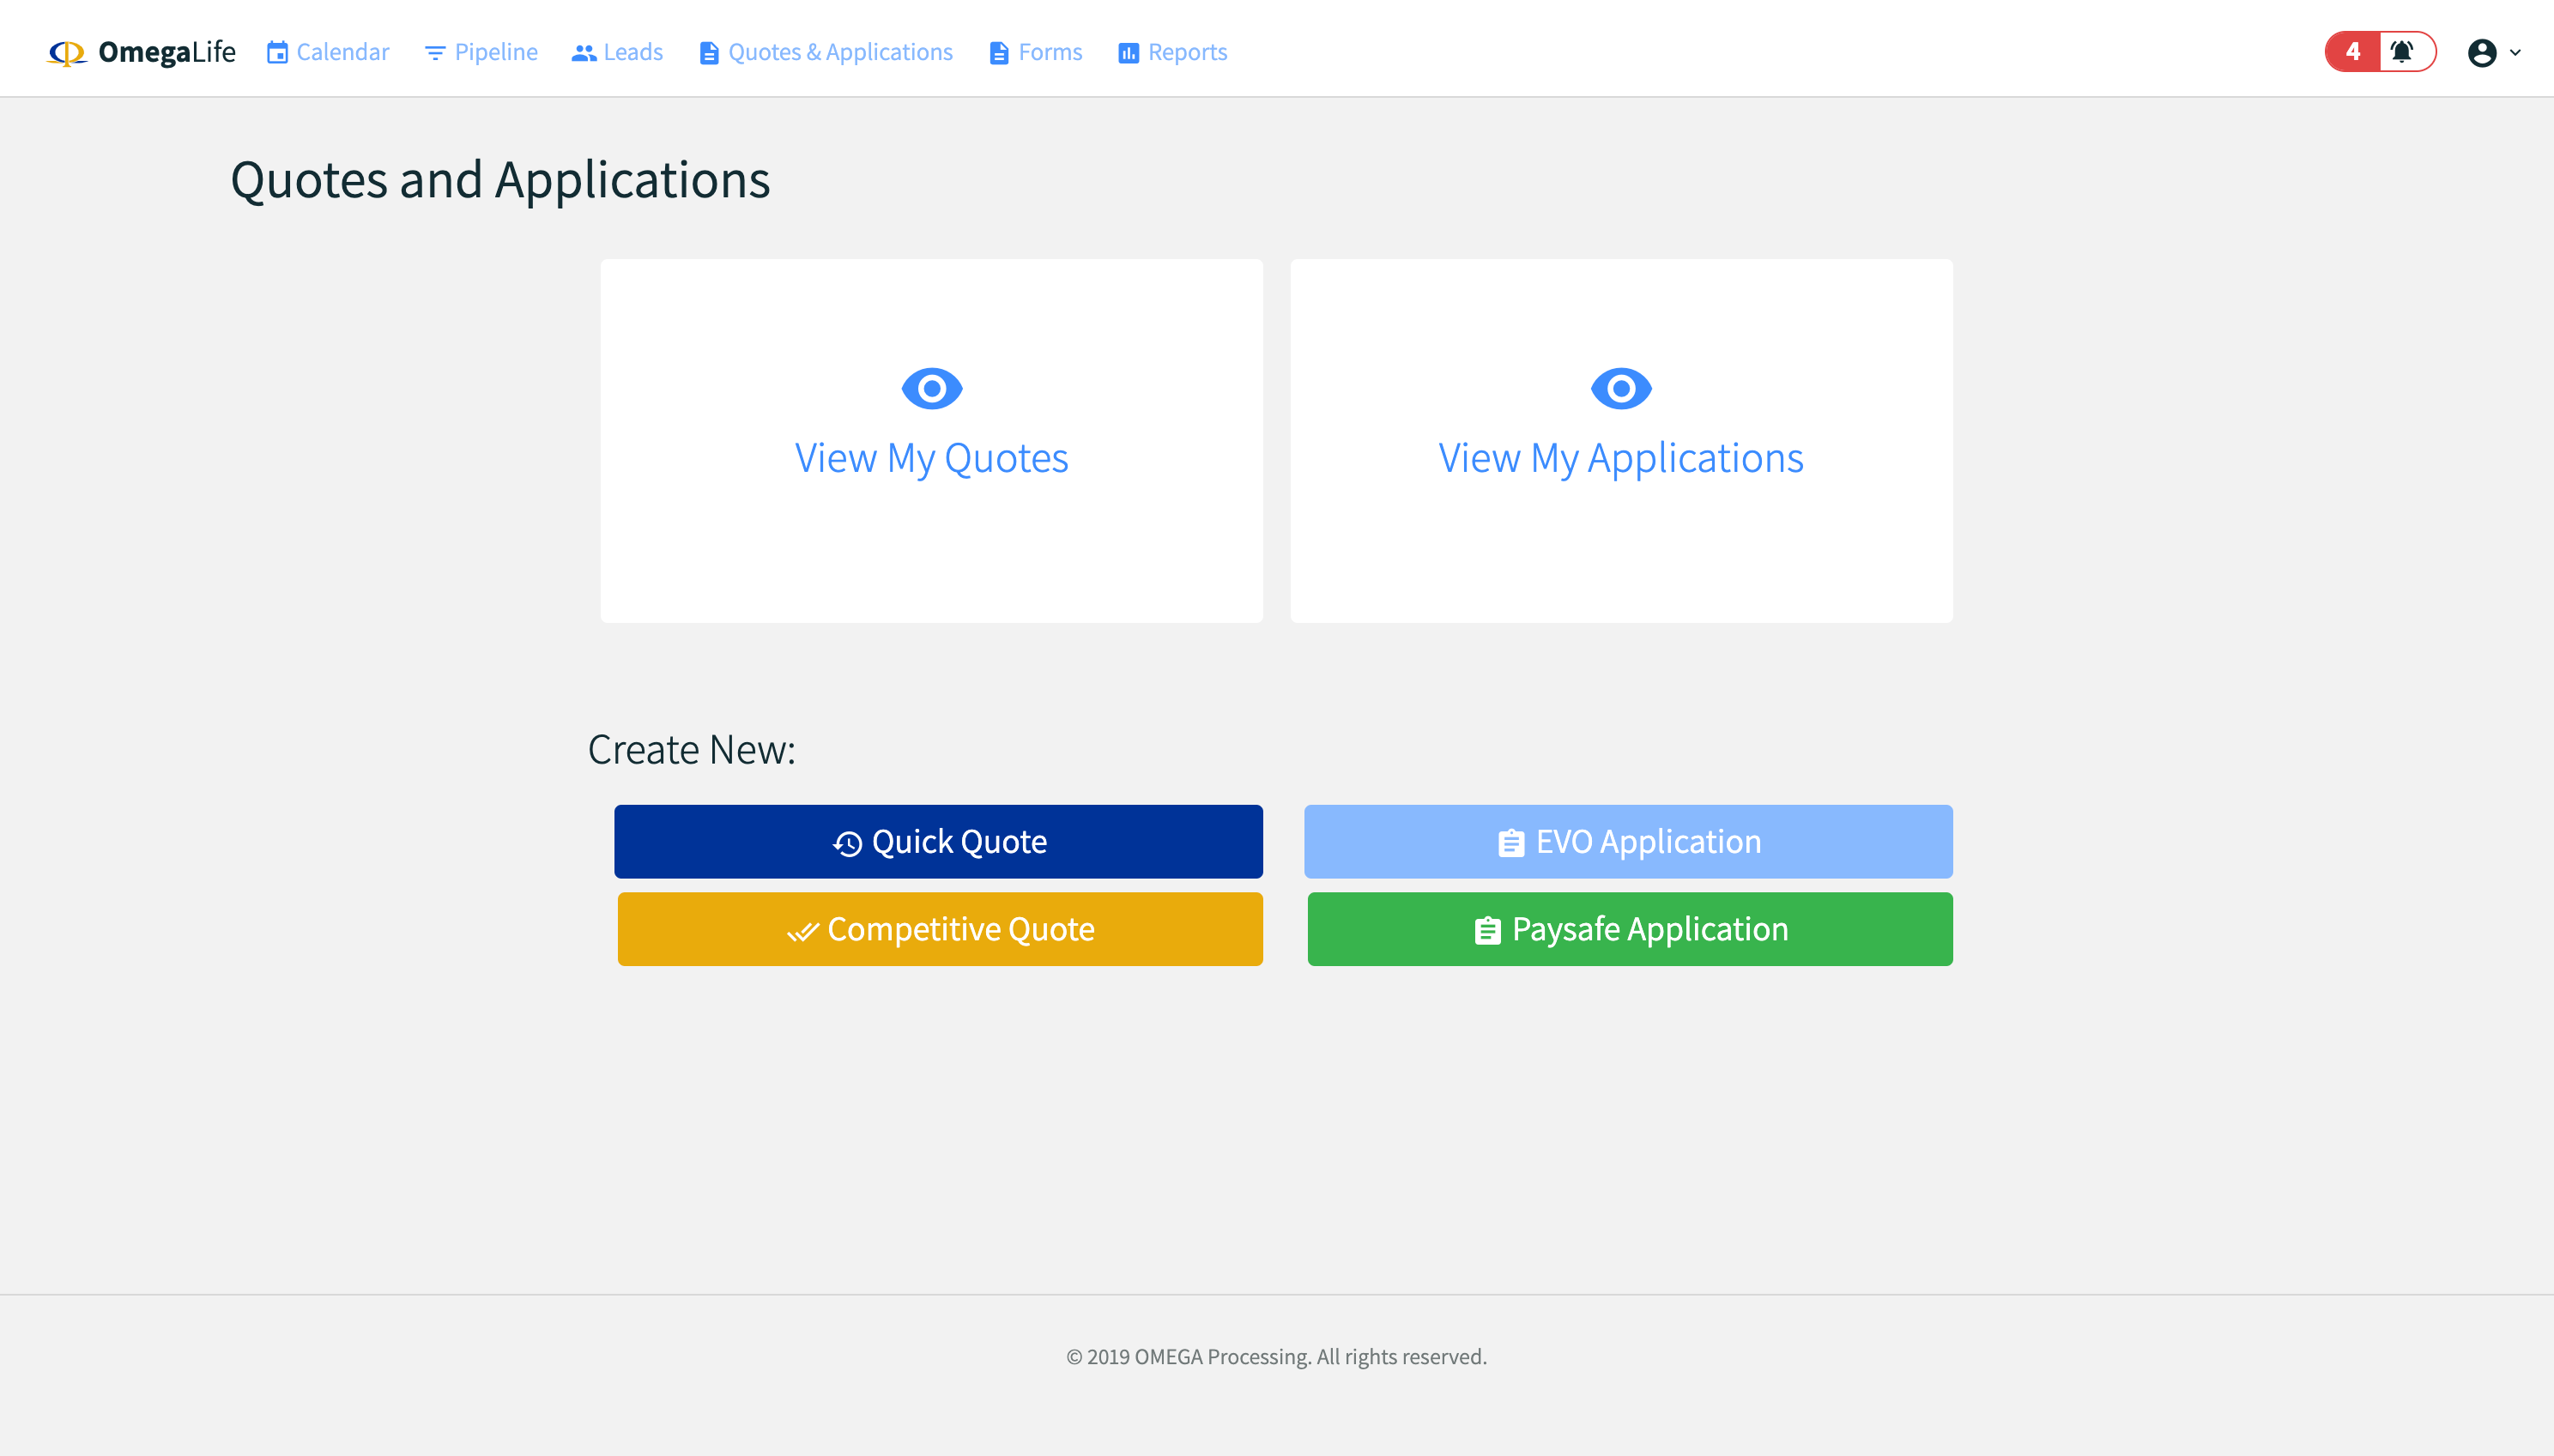 OmegaLife Calendar Pipeline Leads Quotes & Applications Forms Reports 4
Quotes and Applications
View My Quotes View My Applications
Create New:
Quick Quote EVO Application
Competitive Quote Paysafe Application
© 2019 OMEGA Processing. All rights reserved.